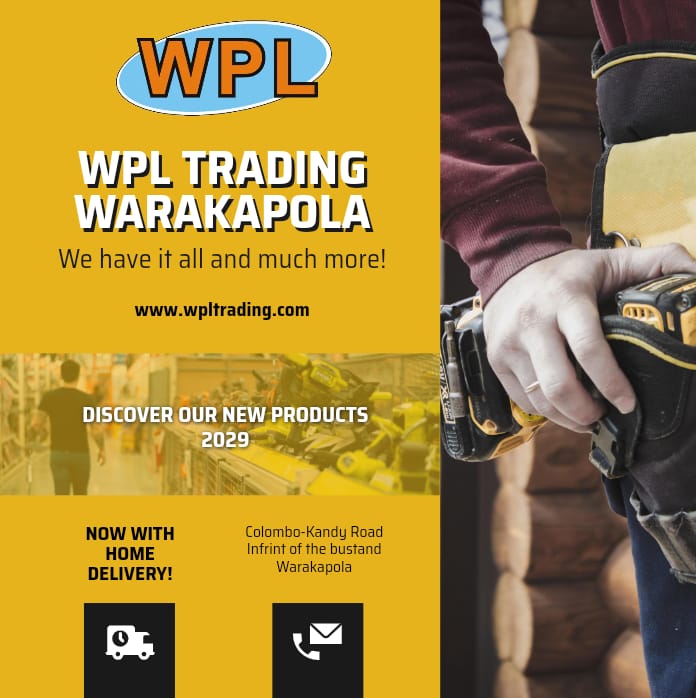 WPL
WPL TRADING
WARAKAPOLA
We have it all and much more!
www.wpltrading.com
DISCOVER OUR NEW PRODUCTS
2029
NOW WITH
HOME
DELIVERY!
Colombo-Kandy Road
Infrint of the bustand
Warakapola